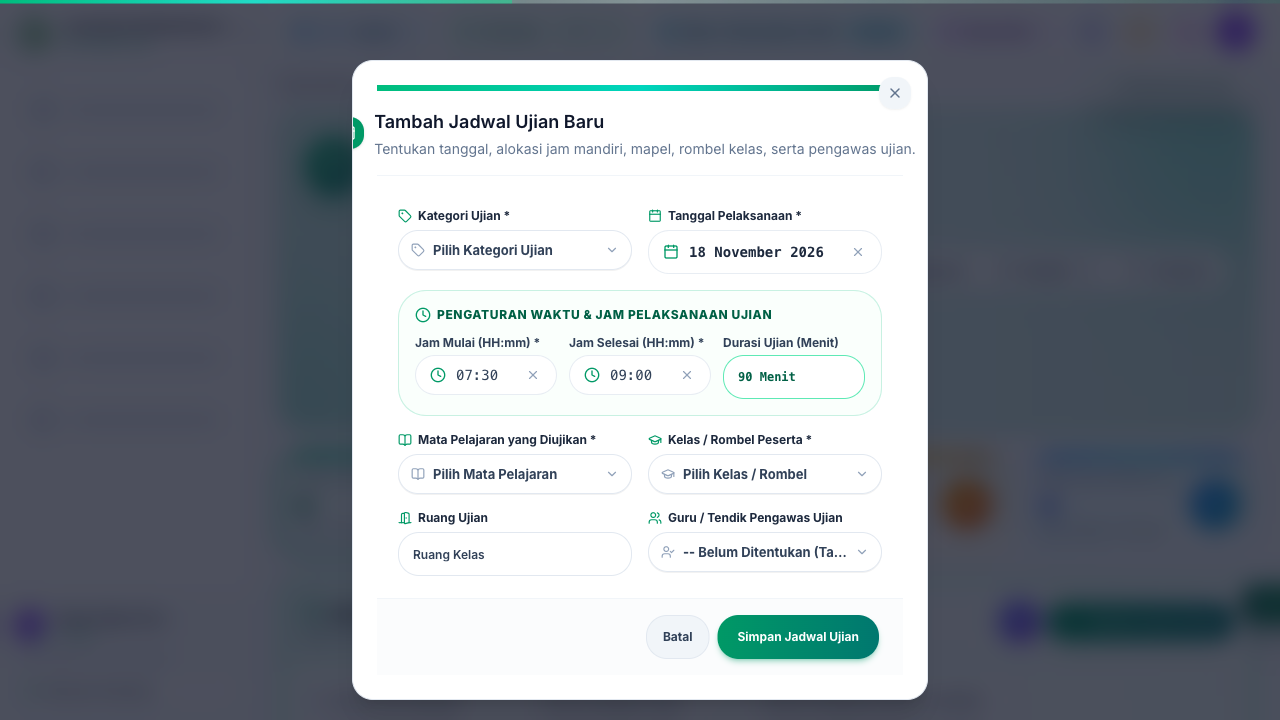 Tambah Jadwal Ujian Baru
Tentukan tanggal, alokasi jam mandiri, mapel, rombel kelas, serta pengawas ujian.
Kategori Ujian *
Tanggal Pelaksanaan *
Pilih Kategori Ujian
18 November 2026
PENGATURAN WAKTU & JAM PELAKSANAAN UJIAN
Jam Mulai (HH:mm) *
Jam Selesai (HH:mm) *
Durasi Ujian (Menit)
07:30
09:00
90 Menit
Mata Pelajaran yang Diujikan *
Kelas / Rombel Peserta *
Pilih Mata Pelajaran
Pilih Kelas / Rombel
Ruang Ujian
Guru / Tendik Pengawas Ujian
Ruang Kelas
-- Belum Ditentukan (Ta...
Batal
Simpan Jadwal Ujian